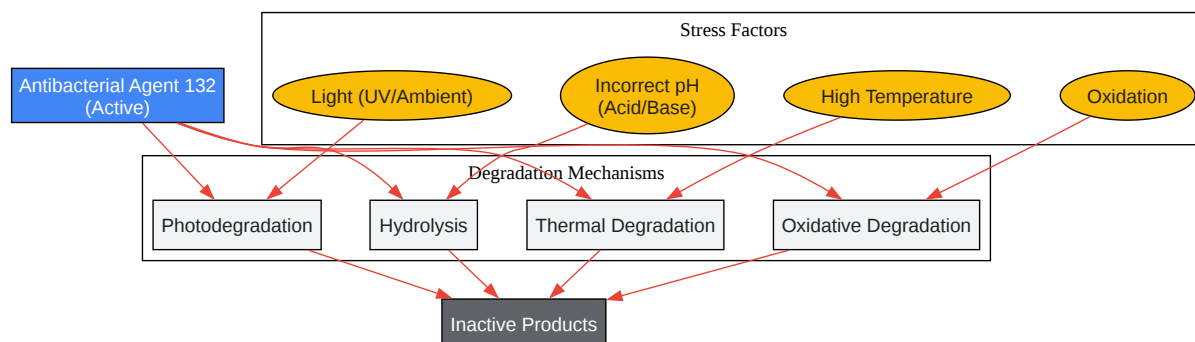 Stress Factors
Antibacterial Agent 132
(Active)
Light (UV/Ambient)
Incorrect pH
(Acid/Base)
High Temperature
Oxidation
Degradation Mechanisms
Photodegradation
Hydrolysis
Thermal Degradation
Oxidative Degradation
Inactive Products